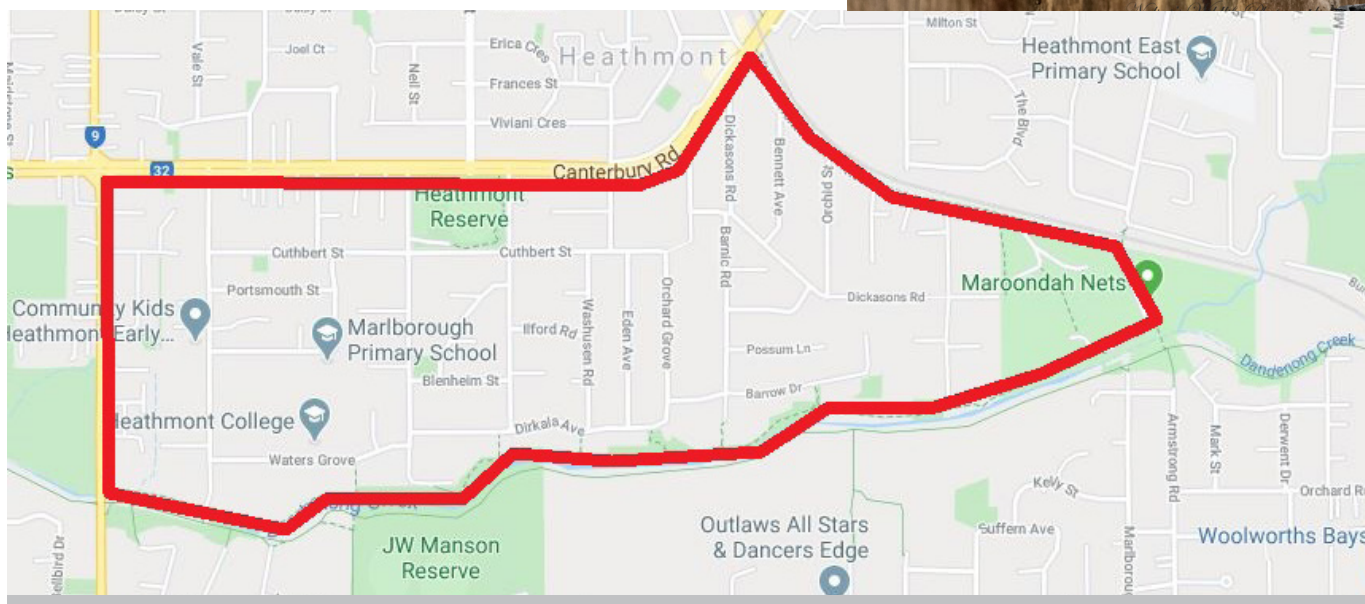 Milton St
Erica Cres
Joel Ct
Heathmont
Heathmont East
Primary School
Vale St
Neil St
Frances St
The Blvd
Viviani Cres
9
32
Canterbury Rd
Dickasons Rd
Bennett Ave
Orchid St
Heathmont
Reserve
Cuthbert St
Cuthbert St
Barnic Rd
Portsmouth St
Orchard Grove
Maroondah Nets
Dickasons Rd
Community Kids
Heathmont Early...
Marlborough
Primary School
Ilford Rd
Washusen Rd
Eden Ave
Possum Ln
Dandenong Creek
Blenheim St
Barrow Dr
Heathmont College
Dirkala Ave
Waters Grove
Armstrong Rd
Mark St
Derwent Dr
Kelly St
Orchard R
JW Manson
Reserve
Outlaws All Stars
& Dancers Edge
Suffern Ave
Woolworths Bays
Marlborou
ellbird Dr